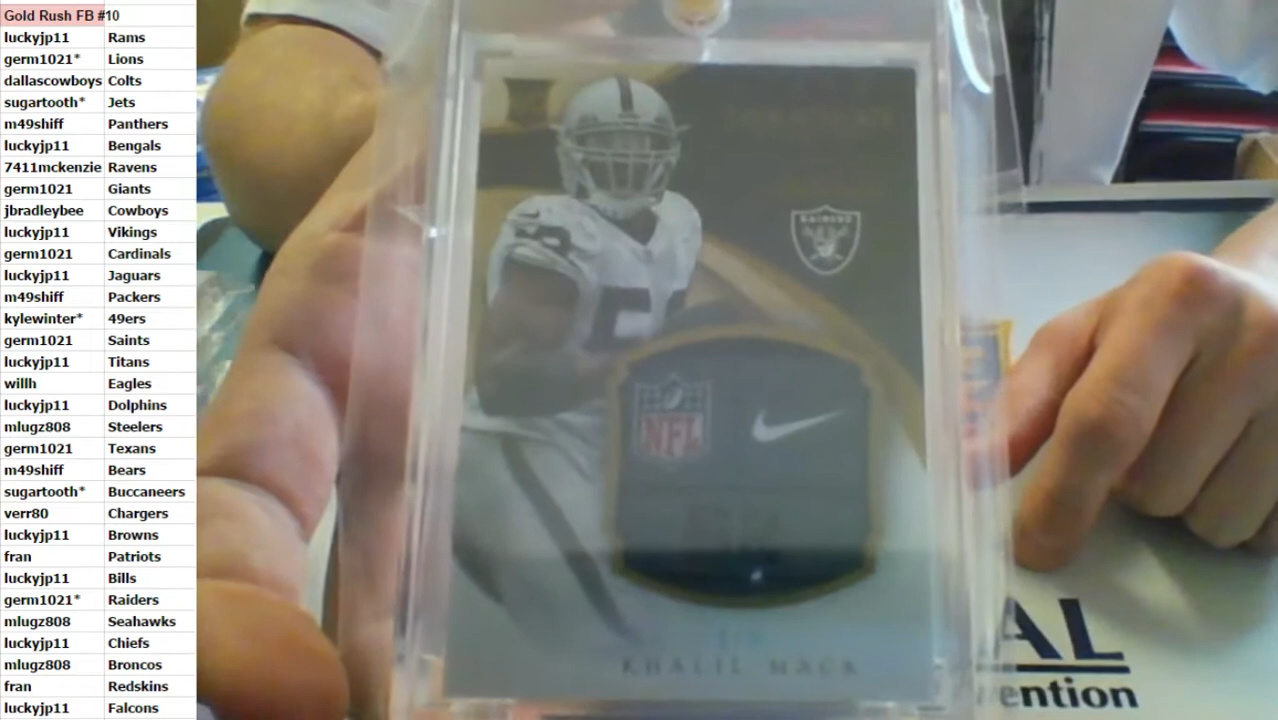 Gold Rush FB #10
luckyjp11 Rams
germ1021* Lions
dallascowboys Colts
sugartooth* Jets
m49shiff Panthers
luckyjp11 Bengals
7411mckenzie Ravens
germ1021 Giants
jbradleybee Cowboys
luckyjp11 Vikings
germ1021 Cardinals
luckyjp11 Jaguars
m49shiff Packers
kylewinter* 49ers
germ1021 Saints
luckyjp11 Titans
willh Eagles
luckyjp11 Dolphins
mlugz808 Steelers
germ1021 Texans
m49shiff Bears
sugartooth* Buccaneers
verr80 Chargers
luckyjp11 Browns
fran Patriots
luckyjp11 Bills
germ1021* Raiders
mlugz808 Seahawks
luckyjp11 Chiefs
mlugz808 Broncos
fran Redskins
luckyjp11 Falcons
RAIDERS
NFL
KHALIL MACK
AL
ention